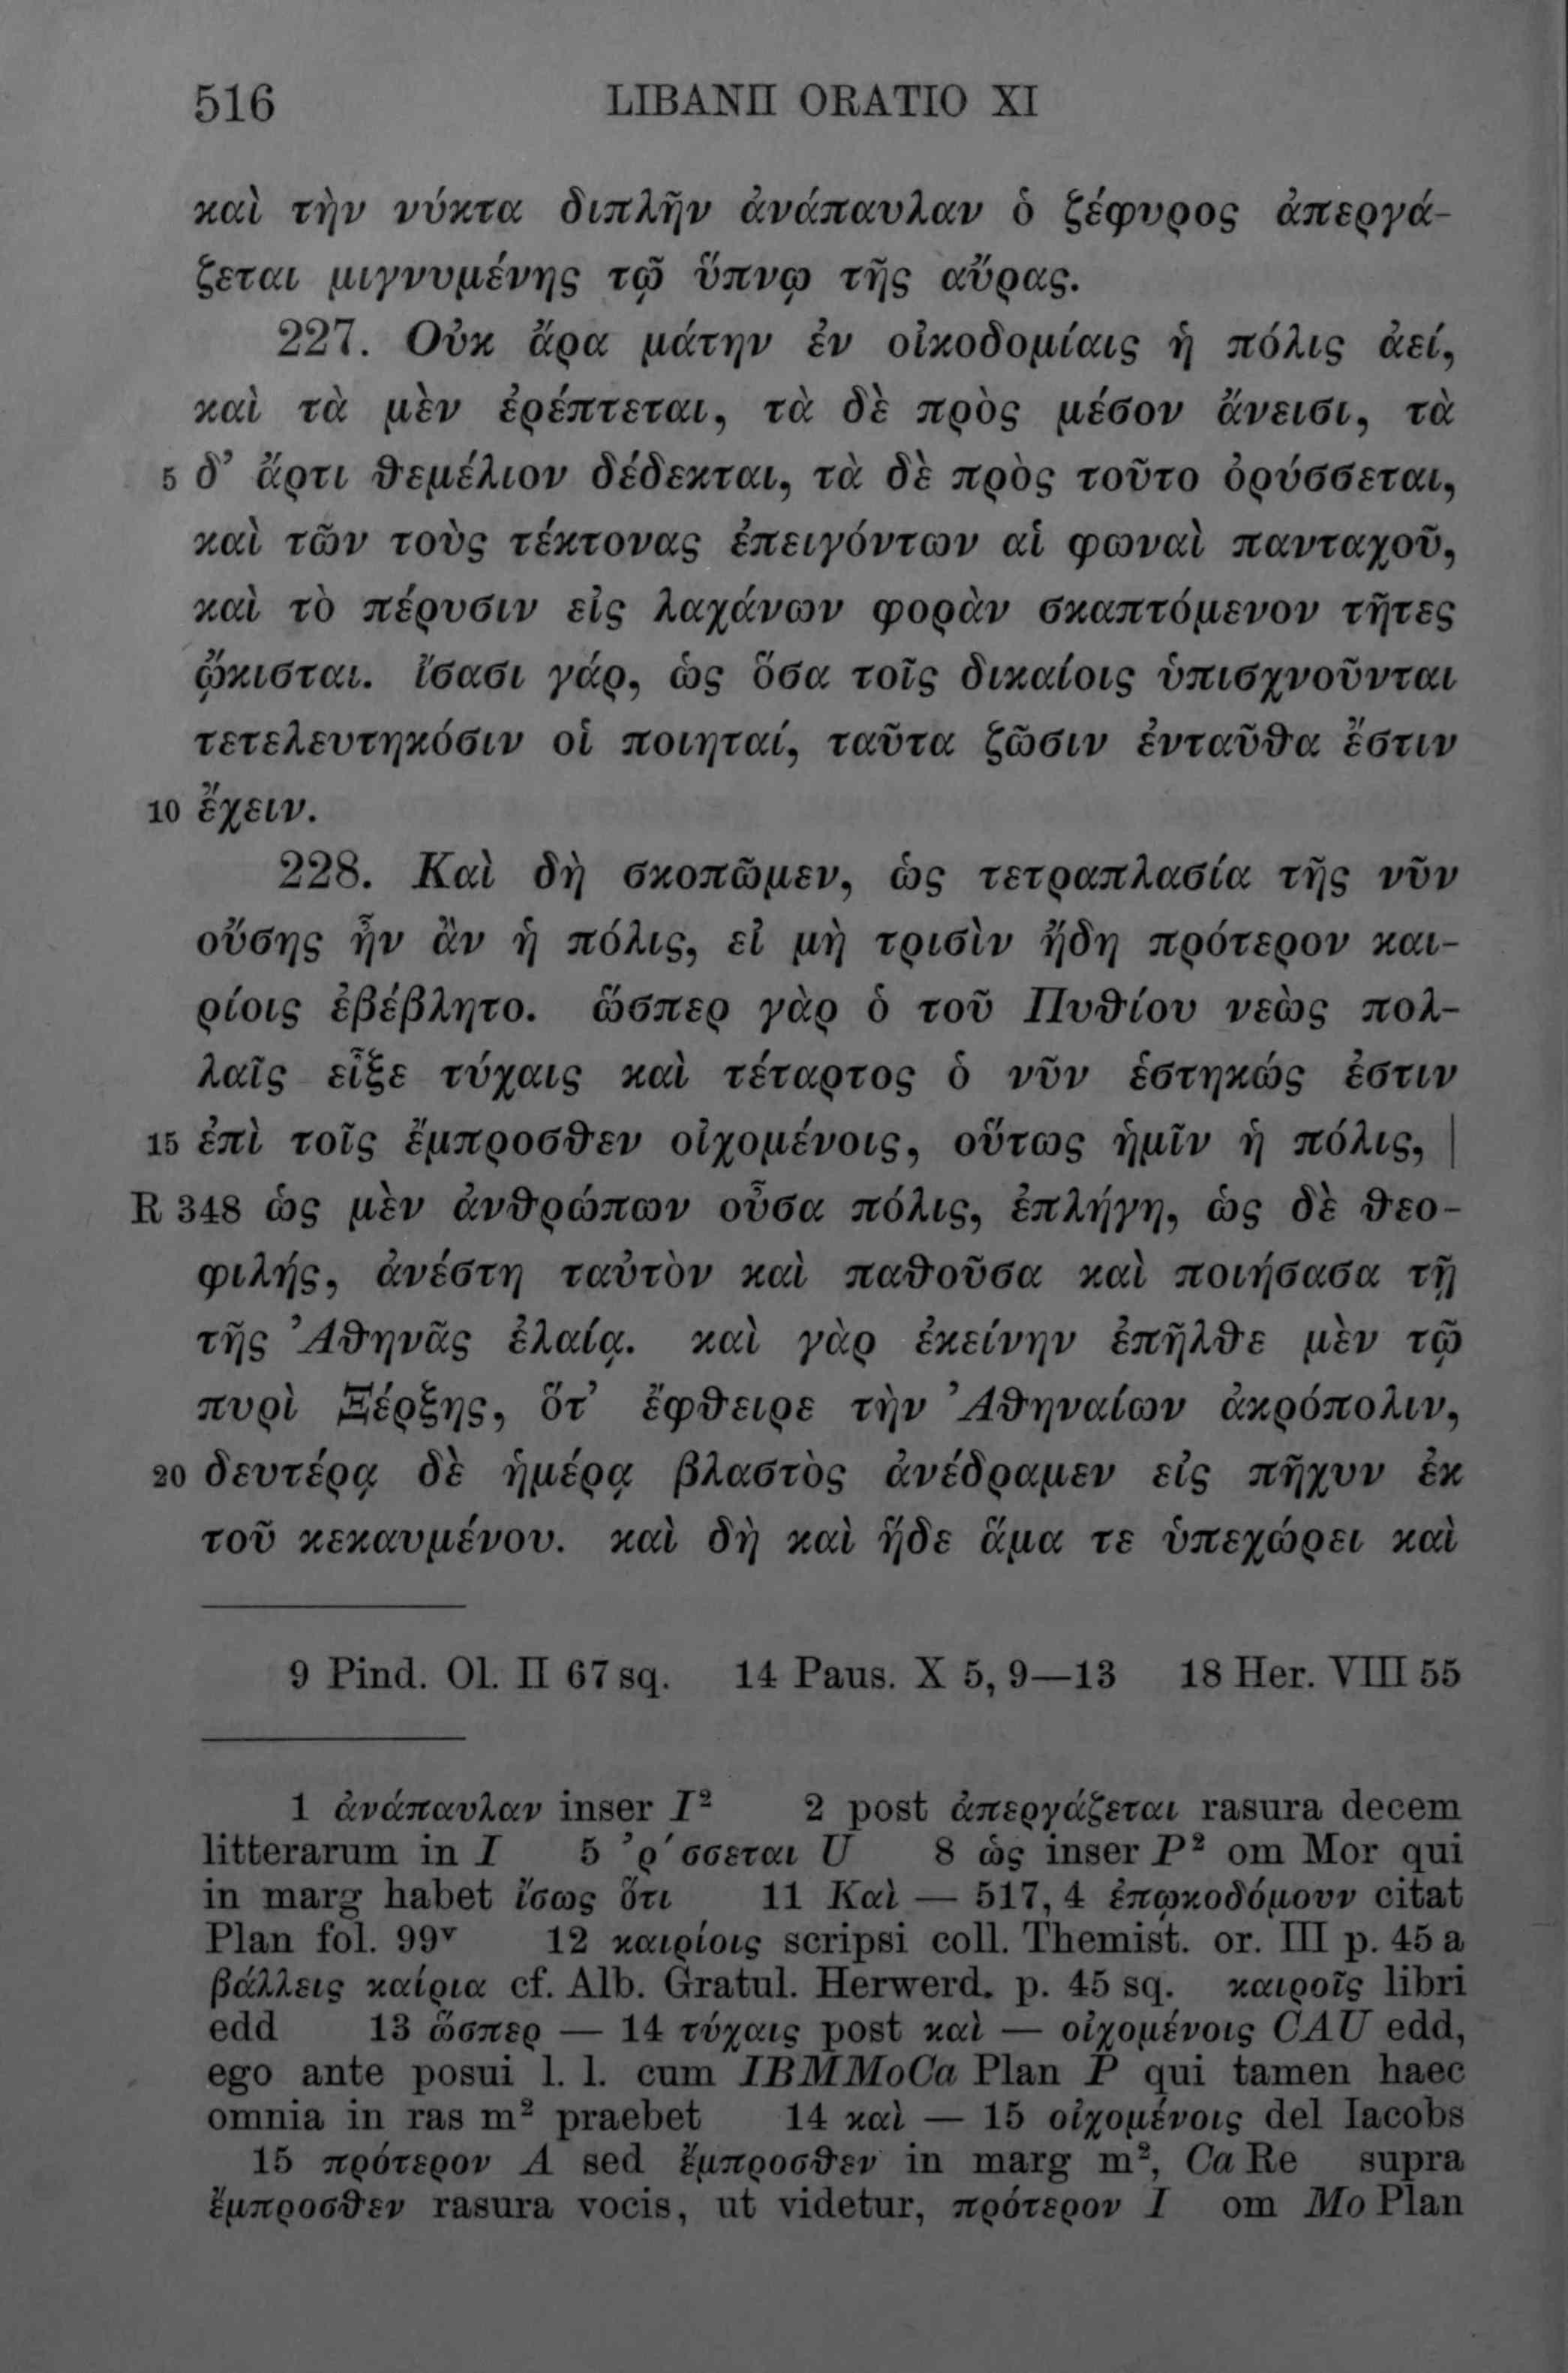 516 LIBANII ORATIO XI
καὶ τὴν νύκτα διπλῆν ἀνάπαυλαν ὁ ζέφυρος ἀπεργά-
ζεται μιγνυμένης τῷ ὕπνῳ τῆς αὔρας.
227. Οὐκ ἄρα μάτην ἐν οἰκοδομίαις ἡ πόλις ἀεί,
καὶ τὰ μὲν ἐρέπτεται, τὰ δὲ πρὸς μέσον ἄνεισι, τὰ
5 δ’ ἄρτι θεμέλιον δέδεκται, τὰ δὲ πρὸς τοῦτο ὀρύσσεται,
καὶ τῶν τοὺς τέκτονας ἐπειγόντων αἱ φωναὶ πανταχοῦ,
καὶ τὸ πέρυσιν εἰς λαχάνων φορὰν σκαπτόμενον τῆτες
ᾤκισται. ἴσασι γάρ, ὡς ὅσα τοῖς δικαίοις ὑπισχνοῦνται
τετελευτηκόσιν οἱ ποιηταί, ταῦτα ζῶσιν ἐνταῦθα ἔστιν
10 ἔχειν.
228. Καὶ δὴ σκοπῶμεν, ὡς τετραπλασία τῆς νῦν
οὔσης ἦν ἂν ἡ πόλις, εἰ μὴ τρισὶν ἤδη πρότερον και-
ρίοις ἐβέβλητο. ὥσπερ γὰρ ὁ τοῦ Πυθίου νεὼς πολ-
λαῖς εἶξε τύχαις καὶ τέταρτος ὁ νῦν ἑστηκώς ἐστιν
15 ἐπὶ τοῖς ἔμπροσθεν οἰχομένοις, οὕτως ἡμῖν ἡ πόλις, |
R 348 ὡς μὲν ἀνθρώπων οὖσα πόλις, ἐπλήγη, ὡς δὲ θεο-
φιλής, ἀνέστη ταὐτὸν καὶ παθοῦσα καὶ ποιήσασα τῇ
τῆς Ἀθηνᾶς ἐλαίᾳ. καὶ γὰρ ἐκείνην ἐπῆλθε μὲν τῷ
πυρὶ Ξέρξης, ὅτ’ ἔφθειρε τὴν Ἀθηναίων ἀκρόπολιν,
20 δευτέρᾳ δὲ ἡμέρᾳ βλαστὸς ἀνέδραμεν εἰς πῆχυν ἐκ
τοῦ κεκαυμένου. καὶ δὴ καὶ ἥδε ἅμα τε ὑπεχώρει καὶ
9 Pind. Ol. II 67 sq. 14 Paus. X 5, 9—13 18 Her. VIII 55
1 ἀνάπαυλαν inser I² 2 post ἀπεργάζεται rasura decem
litterarum in I 5 ’ρ´σσεται U 8 ὡς inser P² om Mor qui
in marg habet ἴσως ὅτι 11 Καὶ — 517, 4 ἐπῳκοδόμουν citat
Plan fol. 99ᵛ 12 καιρίοις scripsi coll. Themist. or. III p. 45 a
βάλλεις καίρια cf. Alb. Gratul. Herwerd. p. 45 sq. καιροῖς libri
edd 13 ὥσπερ — 14 τύχαις post καὶ — οἰχομένοις CAU edd,
ego ante posui l. l. cum IBMMoCa Plan P qui tamen haec
omnia in ras m² praebet 14 καὶ — 15 οἰχομένοις del Iacobs
15 πρότερον A sed ἔμπροσθεν in marg m², Ca Re supra
ἔμπροσθεν rasura vocis, ut videtur, πρότερον I om Mo Plan